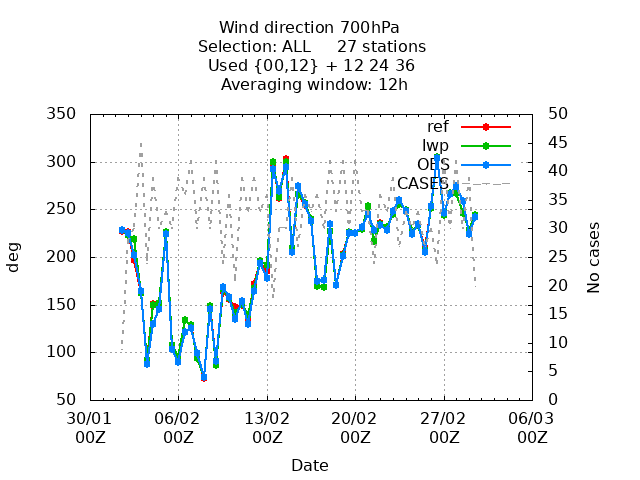 Wind direction 700hPa
Selection: ALL 27 stations
Used {00,12} + 12 24 36
Averaging window: 12h
350 300 250 200 150 100 50
deg
ref
lwp
OBS
CASES
50 45 40 35 30 25 20 15 10 5 0
No cases
30/01 06/02 13/02 20/02 27/02 06/03
00Z 00Z 00Z 00Z 00Z 00Z
Date